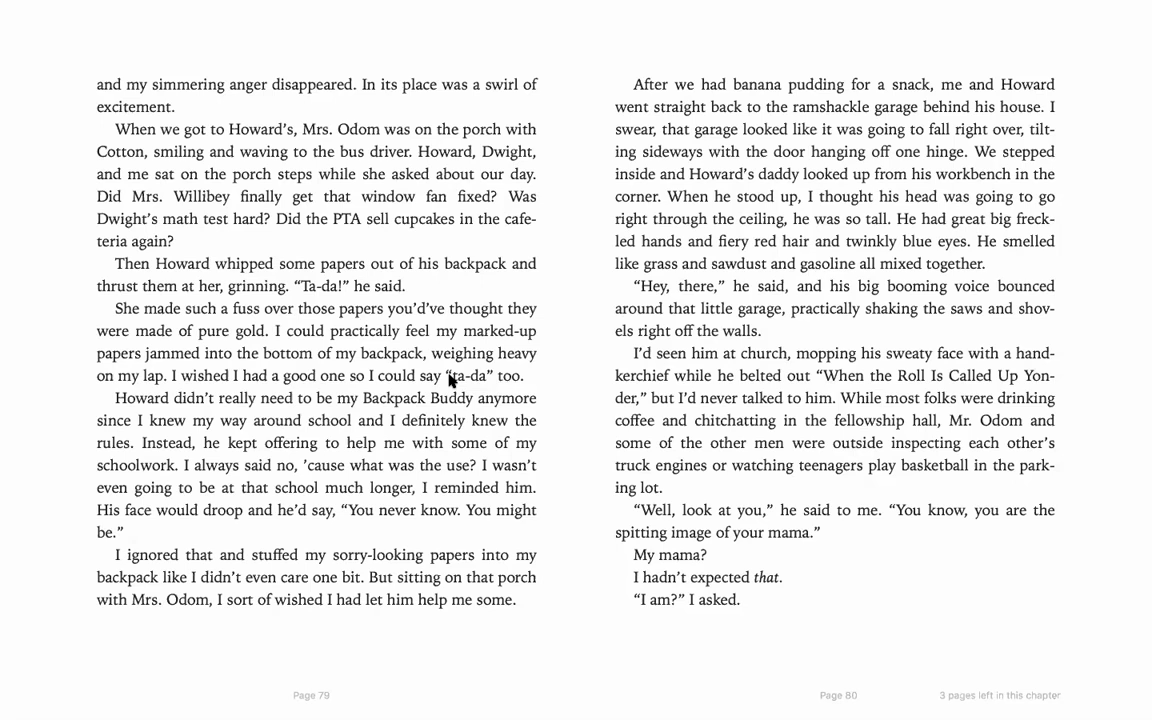 and my simmering anger disappeared. In its place was a swirl of
excitement.
When we got to Howard’s, Mrs. Odom was on the porch with
Cotton, smiling and waving to the bus driver. Howard, Dwight,
and me sat on the porch steps while she asked about our day.
Did Mrs. Willibey finally get that window fan fixed? Was
Dwight’s math test hard? Did the PTA sell cupcakes in the cafe-
teria again?
Then Howard whipped some papers out of his backpack and
thrust them at her, grinning. “Ta-da!” he said.
She made such a fuss over those papers you’d’ve thought they
were made of pure gold. I could practically feel my marked-up
papers jammed into the bottom of my backpack, weighing heavy
on my lap. I wished I had a good one so I could say “ta-da” too.
Howard didn’t really need to be my Backpack Buddy anymore
since I knew my way around school and I definitely knew the
rules. Instead, he kept offering to help me with some of my
schoolwork. I always said no, ’cause what was the use? I wasn’t
even going to be at that school much longer, I reminded him.
His face would droop and he’d say, “You never know. You might
be.”
I ignored that and stuffed my sorry-looking papers into my
backpack like I didn’t even care one bit. But sitting on that porch
with Mrs. Odom, I sort of wished I had let him help me some.
Page 79
After we had banana pudding for a snack, me and Howard
went straight back to the ramshackle garage behind his house. I
swear, that garage looked like it was going to fall right over, tilt-
ing sideways with the door hanging off one hinge. We stepped
inside and Howard’s daddy looked up from his workbench in the
corner. When he stood up, I thought his head was going to go
right through the ceiling, he was so tall. He had great big freck-
led hands and fiery red hair and twinkly blue eyes. He smelled
like grass and sawdust and gasoline all mixed together.
“Hey, there,” he said, and his big booming voice bounced
around that little garage, practically shaking the saws and shov-
els right off the walls.
I’d seen him at church, mopping his sweaty face with a hand-
kerchief while he belted out “When the Roll Is Called Up Yon-
der,” but I’d never talked to him. While most folks were drinking
coffee and chitchatting in the fellowship hall, Mr. Odom and
some of the other men were outside inspecting each other’s
truck engines or watching teenagers play basketball in the park-
ing lot.
“Well, look at you,” he said to me. “You know, you are the
spitting image of your mama.”
My mama?
I hadn’t expected that.
“I am?” I asked.
Page 80
3 pages left in this chapter